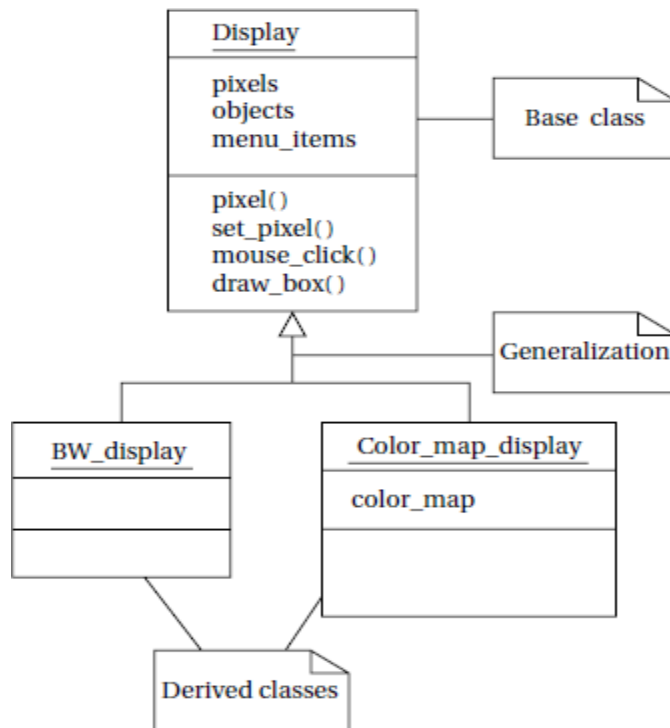 Display
pixels
objects
menu_items
Base class
pixel()
set_pixel()
mouse_click()
draw_box()
Generalization
BW_display
Color_map_display
color_map
Derived classes